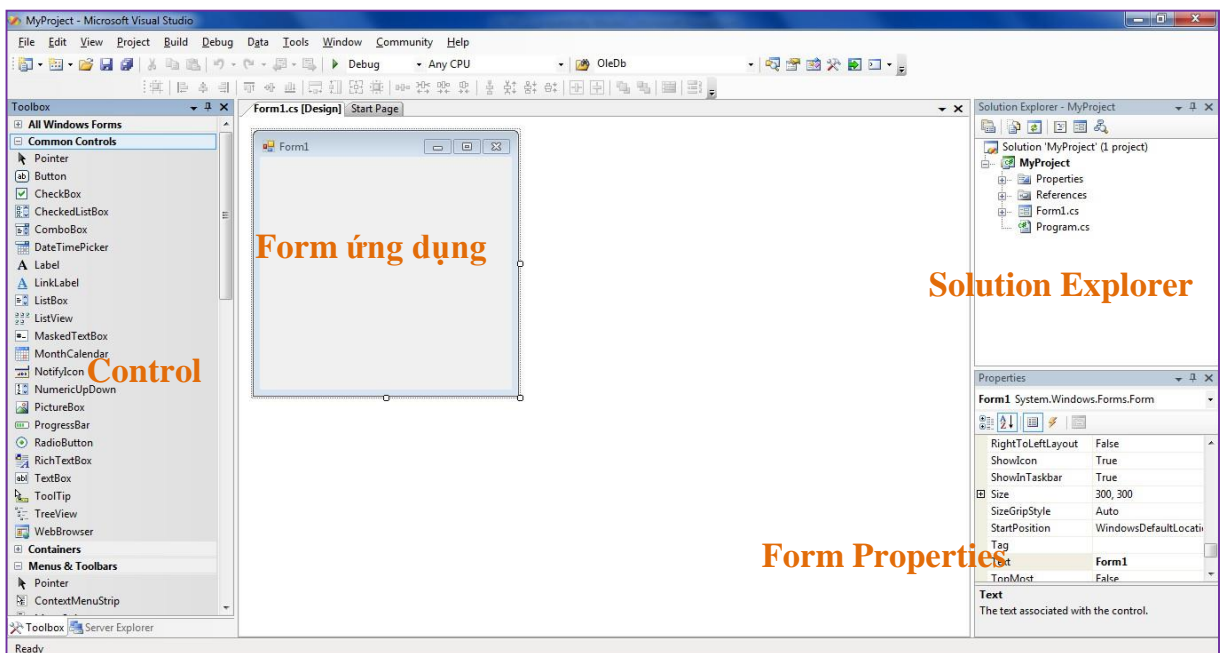 MyProject - Microsoft Visual Studio
File Edit View Project Build Debug Data Tools Window Community Help
Debug Any CPU OleDb
Toolbox
All Windows Forms
Common Controls
Pointer
Button
CheckBox
CheckedListBox
ComboBox
DateTimePicker
Label
LinkLabel
ListBox
ListView
MaskedTextBox
MonthCalendar
NotifyIcon
NumericUpDown
PictureBox
ProgressBar
RadioButton
RichTextBox
TextBox
ToolTip
TreeView
WebBrowser
Containers
Menus & Toolbars
Pointer
ContextMenuStrip
Toolbox Server Explorer
Control
Form1.cs [Design] Start Page
Form1
Form ứng dụng
Solution Explorer - MyProject
Solution 'MyProject' (1 project)
MyProject
Properties
References
Form1.cs
Program.cs
Solution Explorer
Properties
Form1 System.Windows.Forms.Form
RightToLeftLayout False
ShowIcon True
ShowInTaskbar True
Size 300, 300
SizeGripStyle Auto
StartPosition WindowsDefaultLocati
Tag
Text Form1
TopMost False
Form Properties
Text
The text associated with the control.
Ready